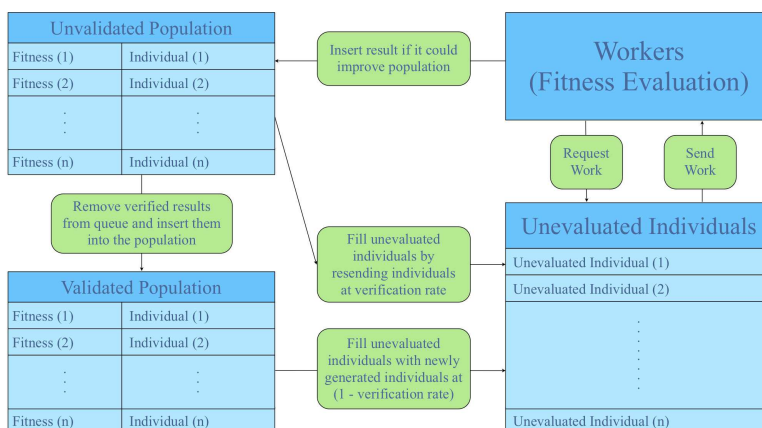 Unvalidated Population
Fitness (1) Individual (1)
Fitness (2) Individual (2)
. .
. .
. .
Fitness (n) Individual (n)
Insert result if it could
improve population
Workers
(Fitness Evaluation)
Request
Work
Send
Work
Remove verified results
from queue and insert them
into the population
Fill unevaluated
individuals by
resending individuals
at verification rate
Unevaluated Individuals
Unevaluated Individual (1)
Unevaluated Individual (2)
.
.
.
.
.
.
.
Unevaluated Individual (n)
Validated Population
Fitness (1) Individual (1)
Fitness (2) Individual (2)
. .
. .
. .
Fitness (n) Individual (n)
Fill unevaluated
individuals with newly
generated individuals at
(1 - verification rate)